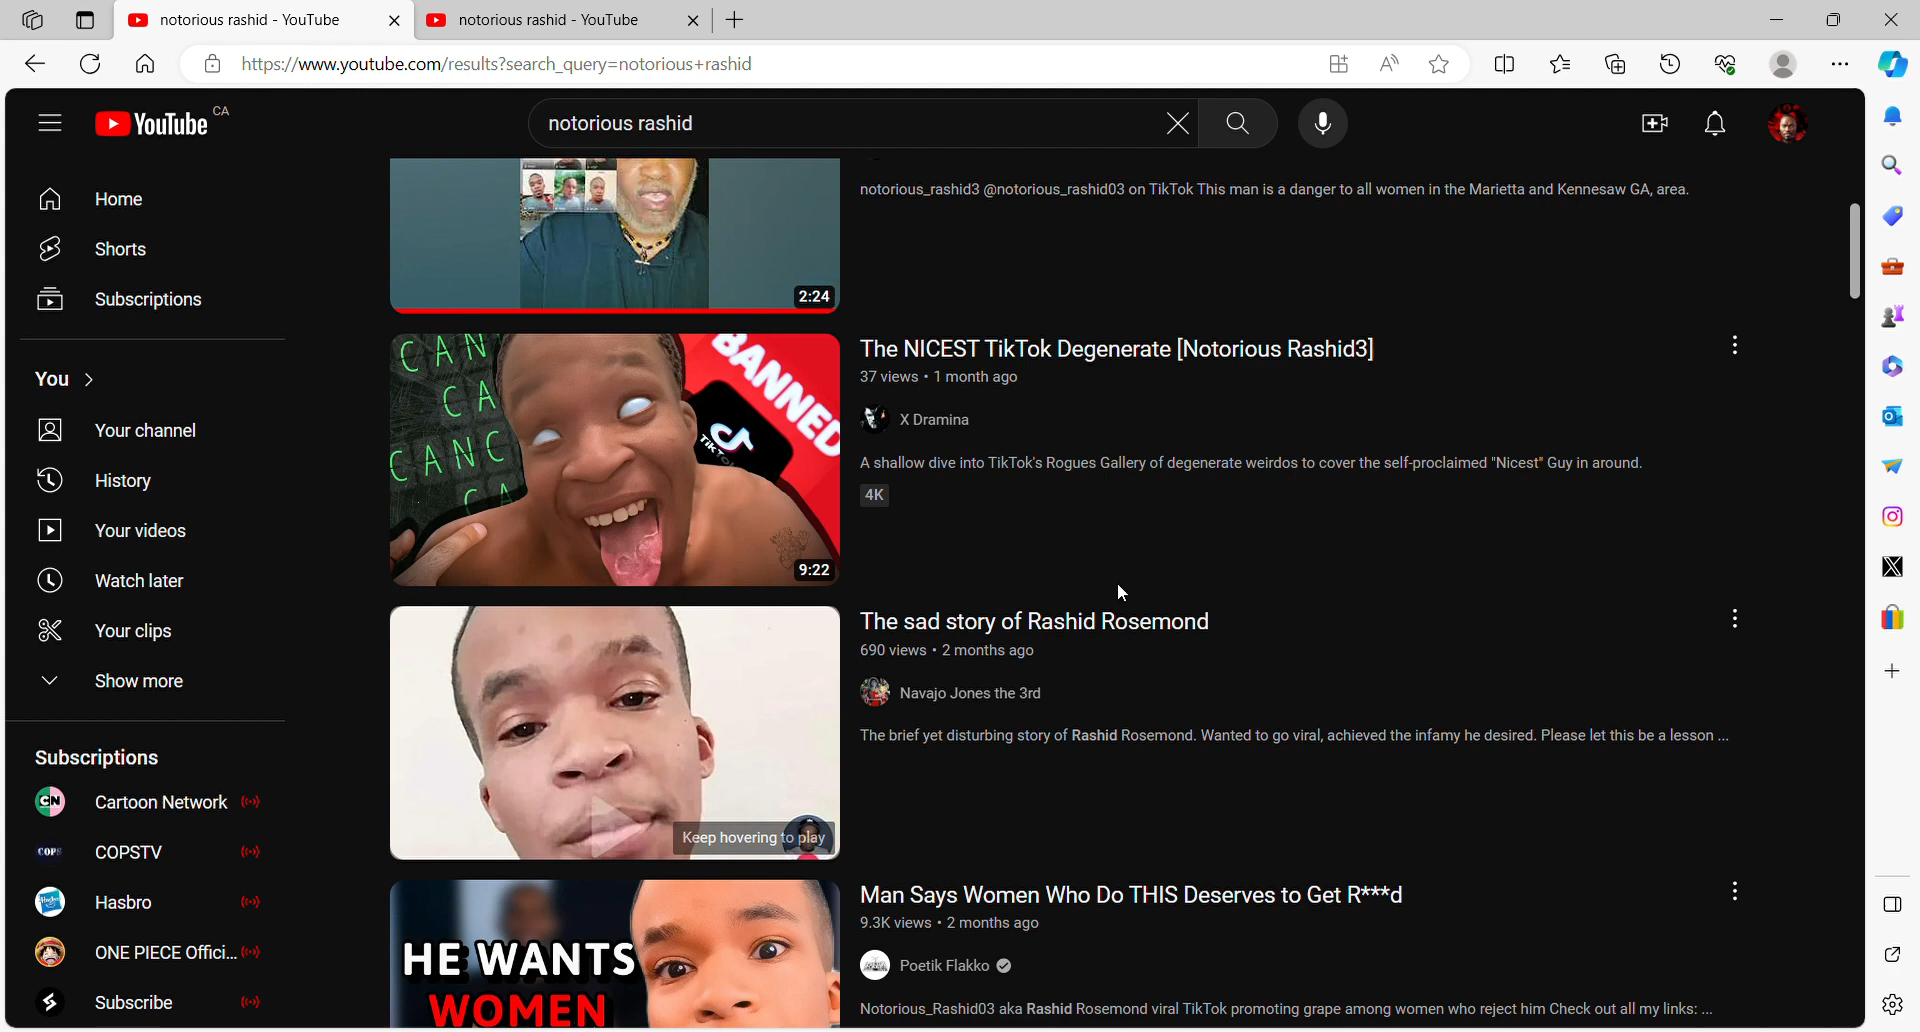 notorious rashid - YouTube
notorious rashid - YouTube
https://www.youtube.com/results?search_query=notorious+rashid
YouTube CA
notorious rashid
Home
Shorts
Subscriptions
You
Your channel
History
Your videos
Watch later
Your clips
Show more
Subscriptions
CN Cartoon Network
COPS COPSTV
Hasbro Hasbro
ONE PIECE Offici...
Subscribe
2:24
notorious_rashid3 @notorious_rashid03 on TikTok This man is a danger to all women in the Marietta and Kennesaw GA, area.
CAN
CA
CANC
CA
BANNED
TikTok
9:22
The NICEST TikTok Degenerate [Notorious Rashid3]
37 views • 1 month ago
X Dramina
A shallow dive into TikTok's Rogues Gallery of degenerate weirdos to cover the self-proclaimed "Nicest" Guy in around.
4K
Keep hovering to play
The sad story of Rashid Rosemond
690 views • 2 months ago
Navajo Jones the 3rd
The brief yet disturbing story of Rashid Rosemond. Wanted to go viral, achieved the infamy he desired. Please let this be a lesson ...
HE WANTS
WOMEN
Man Says Women Who Do THIS Deserves to Get R***d
9.3K views • 2 months ago
Poetik Flakko
Notorious_Rashid03 aka Rashid Rosemond viral TikTok promoting grape among women who reject him Check out all my links: ...